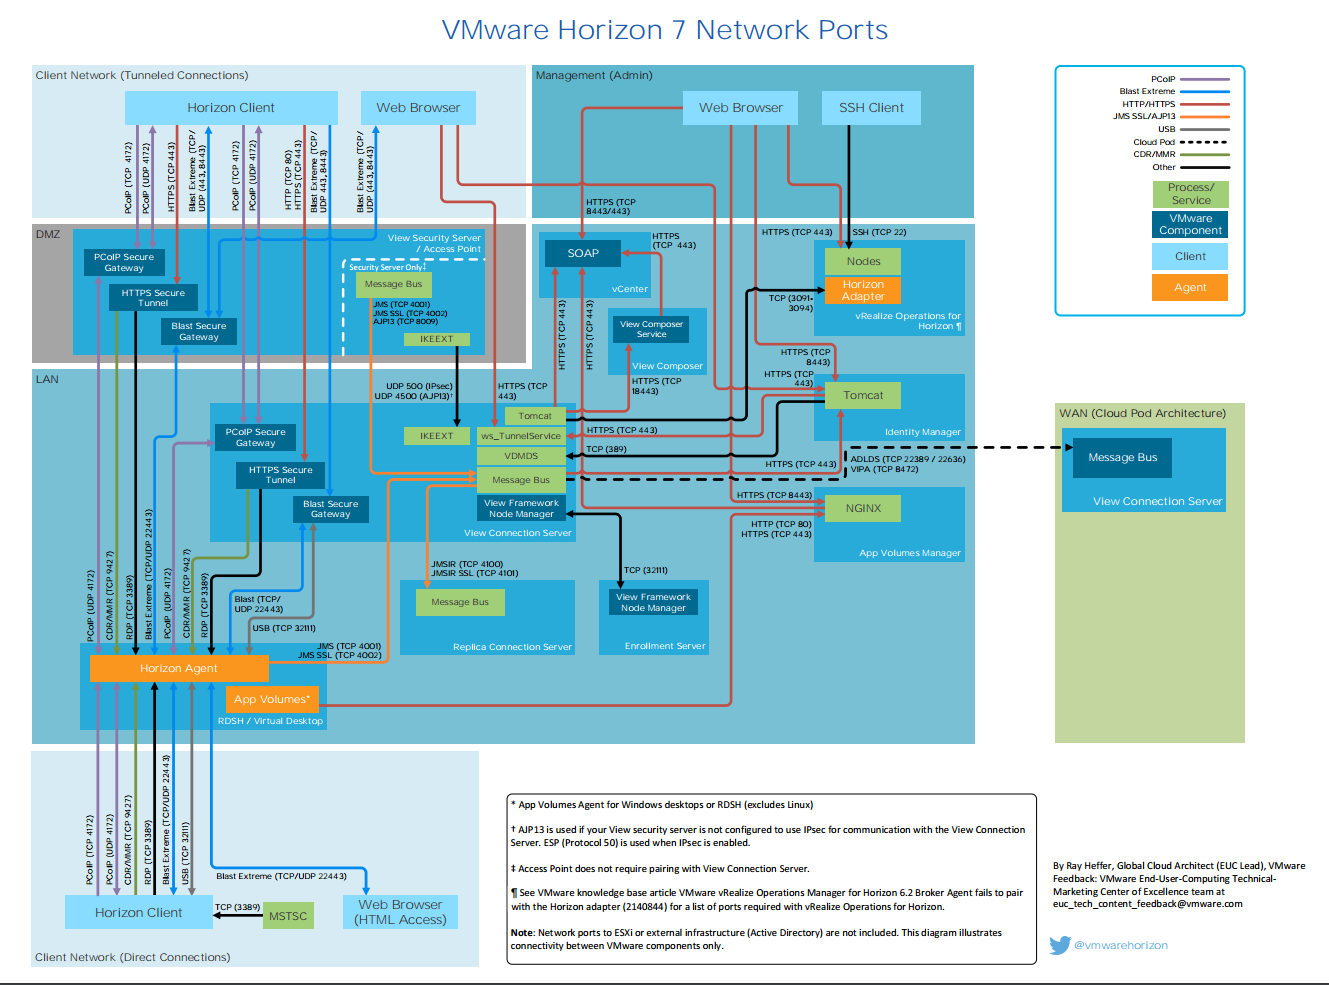 VMware Horizon 7 Network Ports
Client Network (Tunneled Connections)
Horizon Client
Web Browser
PCoIP (TCP 4172)
PCoIP (UDP 4172)
HTTPS (TCP 443)
Blast Extreme (TCP/
UDP (443, 8443)
PCoIP (TCP 4172)
PCoIP (UDP 4172)
HTTP (TCP 80)
HTTPS (TCP 443)
Blast Extreme (TCP/
UDP 443, 8443)
Blast Extreme (TCP/
UDP (443, 8443)
Management (Admin)
Web Browser
SSH Client
HTTPS (TCP
8443/443)
HTTPS (TCP 443)
SSH (TCP 22)
PCoIP
Blast Extreme
HTTP/HTTPS
JMS SSL/AJP13
USB
Cloud Pod
CDR/MMR
Other
Process/
Service
VMware
Component
Client
Agent
DMZ
View Security Server
/ Access Point
PCoIP Secure
Gateway
HTTPS Secure
Tunnel
Blast Secure
Gateway
Security Server Only‡
Message Bus
JMS (TCP 4001)
JMS SSL (TCP 4002)
AJP13 (TCP 8009)
IKEEXT
SOAP
HTTPS
(TCP 443)
vCenter
HTTPS (TCP 443)
HTTPS (TCP 443)
View Composer
Service
View Composer
HTTPS (TCP
18443)
Nodes
Horizon
Adapter
TCP (3091-
3094)
vRealize Operations for
Horizon ¶
HTTPS (TCP
8443)
HTTPS (TCP
443)
Tomcat
Identity Manager
LAN
UDP 500 (IPsec)
UDP 4500 (AJP13)†
HTTPS (TCP
443)
PCoIP Secure
Gateway
HTTPS Secure
Tunnel
Blast Secure
Gateway
IKEEXT
Tomcat
ws_TunnelService
VDMDS
Message Bus
View Framework
Node Manager
View Connection Server
HTTPS (TCP 443)
TCP (389)
HTTPS (TCP 443)
ADLDS (TCP 22389 / 22636)
VIPA (TCP 8472)
HTTPS (TCP 8443)
HTTP (TCP 80)
HTTPS (TCP 443)
NGINX
App Volumes Manager
WAN (Cloud Pod Architecture)
Message Bus
View Connection Server
JMSIR (TCP 4100)
JMSIR SSL (TCP 4101)
Message Bus
Replica Connection Server
TCP (32111)
View Framework
Node Manager
Enrollment Server
PCoIP (UDP 4172)
CDR/MMR (TCP 9427)
RDP (TCP 3389)
Blast Extreme (TCP/UDP 22443)
PCoIP (UDP 4172)
CDR/MMR (TCP 9427)
RDP (TCP 3389)
Blast (TCP/
UDP 22443)
USB (TCP 32111)
JMS (TCP 4001)
JMS SSL (TCP 4002)
Horizon Agent
App Volumes*
RDSH / Virtual Desktop
PCoIP (TCP 4172)
PCoIP (UDP 4172)
CDR/MMR (TCP 9427)
RDP (TCP 3389)
Blast Extreme (TCP/UDP 22443)
USB (TCP 32111)
Blast Extreme (TCP/UDP 22443)
Horizon Client
TCP (3389)
MSTSC
Web Browser
(HTML Access)
Client Network (Direct Connections)
* App Volumes Agent for Windows desktops or RDSH (excludes Linux)
† AJP13 is used if your View security server is not configured to use IPsec for communication with the View Connection
Server. ESP (Protocol 50) is used when IPsec is enabled.
‡ Access Point does not require pairing with View Connection Server.
¶ See VMware knowledge base article VMware vRealize Operations Manager for Horizon 6.2 Broker Agent fails to pair
with the Horizon adapter (2140844) for a list of ports required with vRealize Operations for Horizon.
Note: Network ports to ESXi or external infrastructure (Active Directory) are not included. This diagram illustrates
connectivity between VMware components only.
By Ray Heffer, Global Cloud Architect (EUC Lead), VMware
Feedback: VMware End-User-Computing Technical-
Marketing Center of Excellence team at
euc_tech_content_feedback@vmware.com
@vmwarehorizon